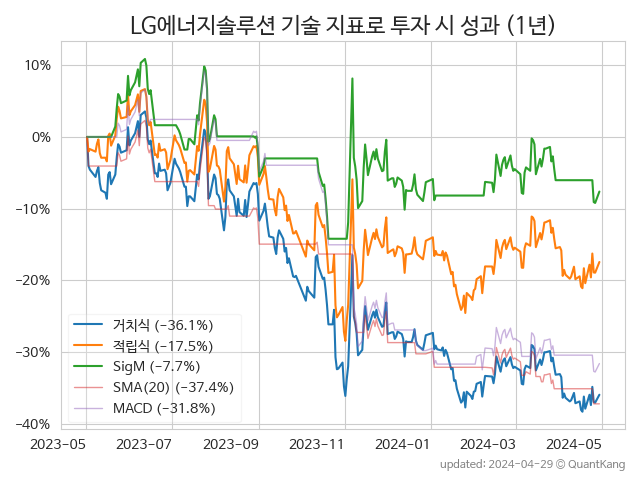 LG에너지솔루션 기술 지표로 투자 시 성과 (1년)
10%
0%
−10%
−20%
−30%
−40%
거치식 (−36.1%)
적립식 (−17.5%)
SigM (−7.7%)
SMA(20) (−37.4%)
MACD (−31.8%)
2023-05 2023-07 2023-09 2023-11 2024-01 2024-03 2024-05
updated: 2024-04-29 © QuantKang